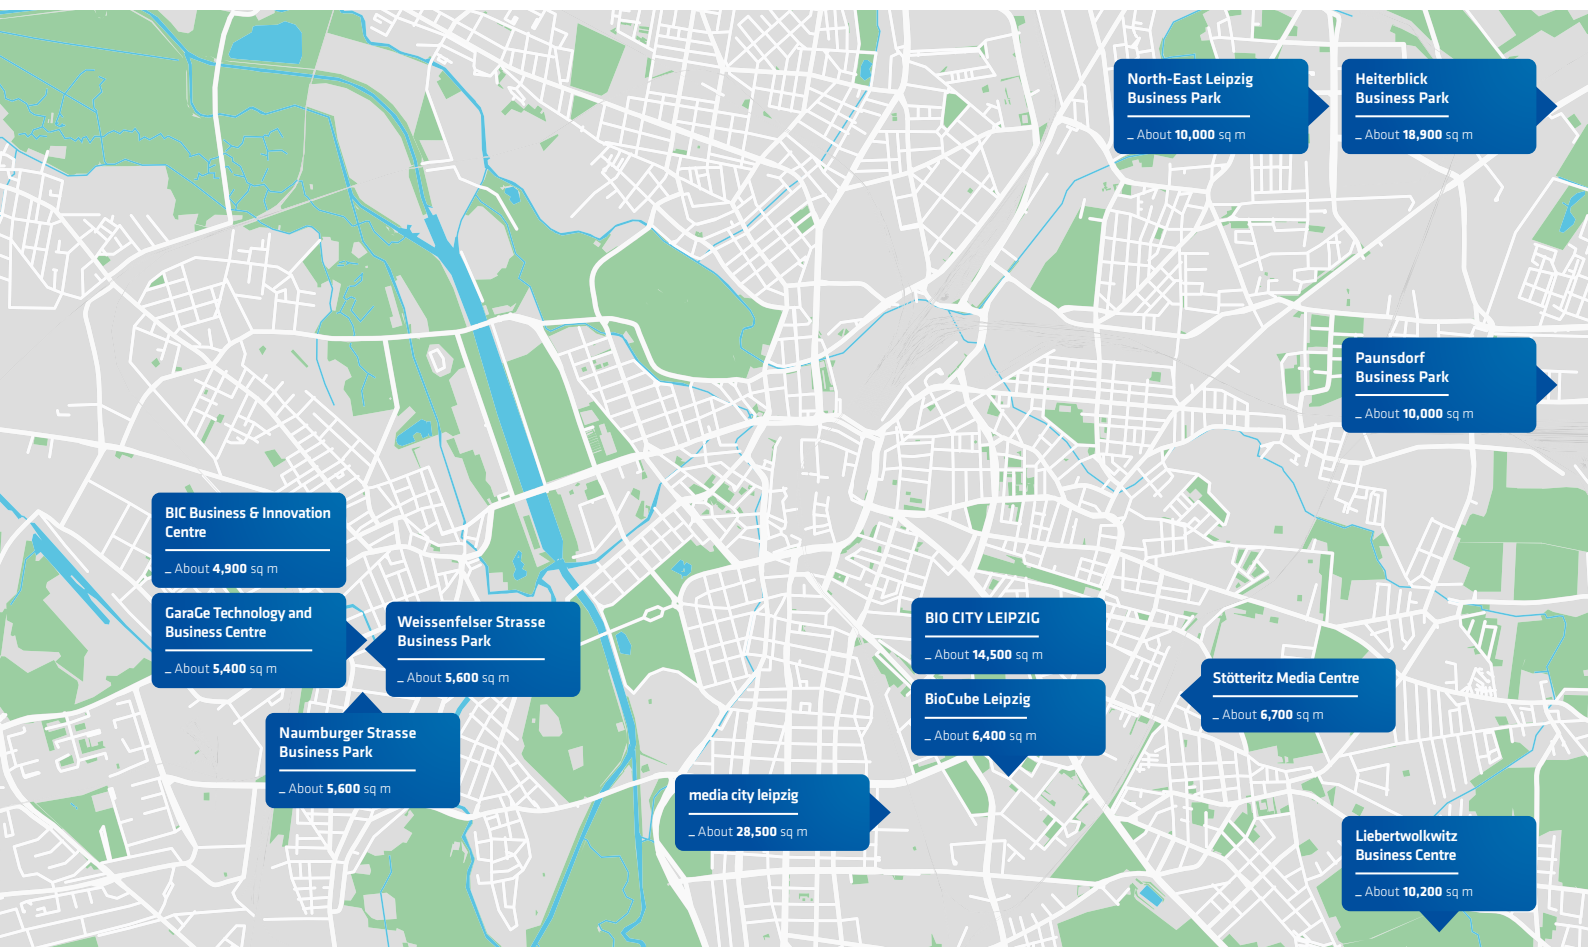 North-East Leipzig
Business Park
_ About 10,000 sq m
Heiterblick
Business Park
_ About 18,900 sq m
Paunsdorf
Business Park
_ About 10,000 sq m
BIC Business & Innovation
Centre
_ About 4,900 sq m
GaraGe Technology and
Business Centre
_ About 5,400 sq m
Weissenfelser Strasse
Business Park
_ About 5,600 sq m
Naumburger Strasse
Business Park
_ About 5,600 sq m
BIO CITY LEIPZIG
_ About 14,500 sq m
BioCube Leipzig
_ About 6,400 sq m
Stötteritz Media Centre
_ About 6,700 sq m
media city leipzig
_ About 28,500 sq m
Liebertwolkwitz
Business Centre
_ About 10,200 sq m